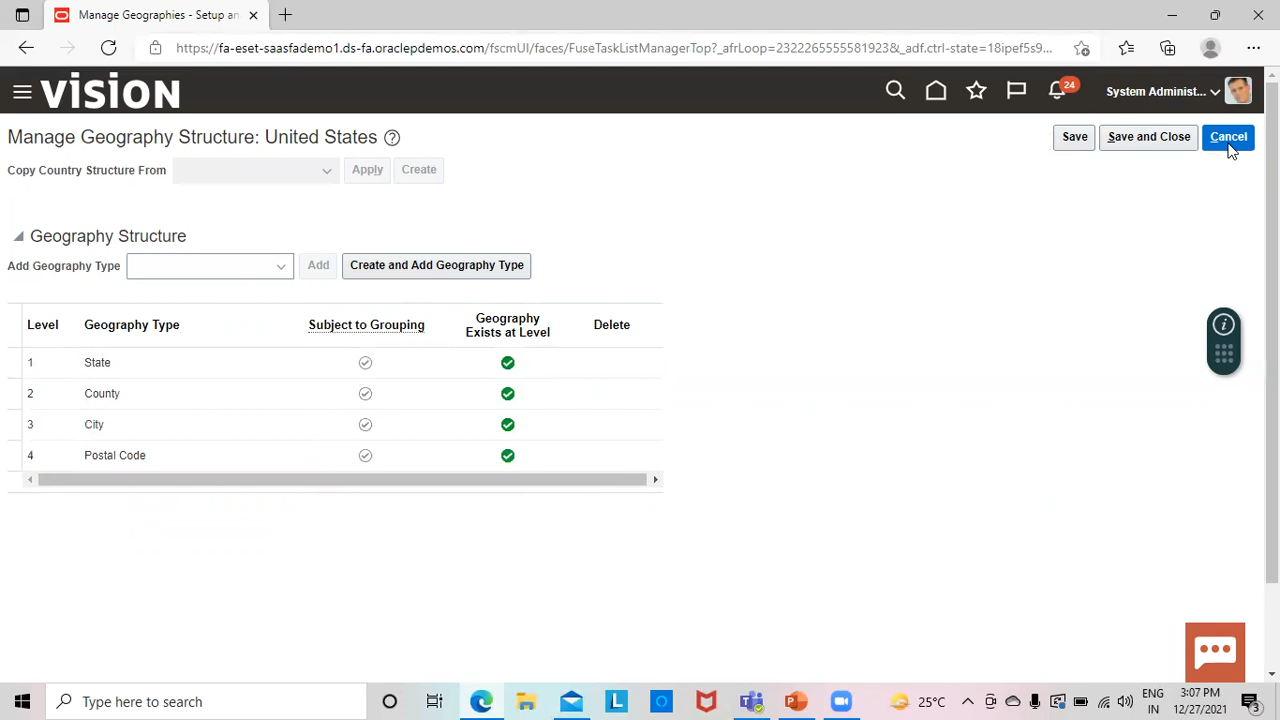 Manage Geographies - Setup an
https://fa-eset-saasfademo1.ds-fa.oraclepdemos.com/fscmUI/faces/FuseTaskListManagerTop?_afrLoop=23222655555581923&_adf.ctrl-state=18ipef5s9...
vision
24
System Administ...
Manage Geography Structure: United States
Save
Save and Close
Cancel
Copy Country Structure From
Apply
Create
Geography Structure
Add Geography Type
Add
Create and Add Geography Type
Level
Geography Type
Subject to Grouping
Geography
Exists at Level
Delete
1 State
2 County
3 City
4 Postal Code
Type here to search
L
25°C
ENG
IN
3:07 PM
12/27/2021
3